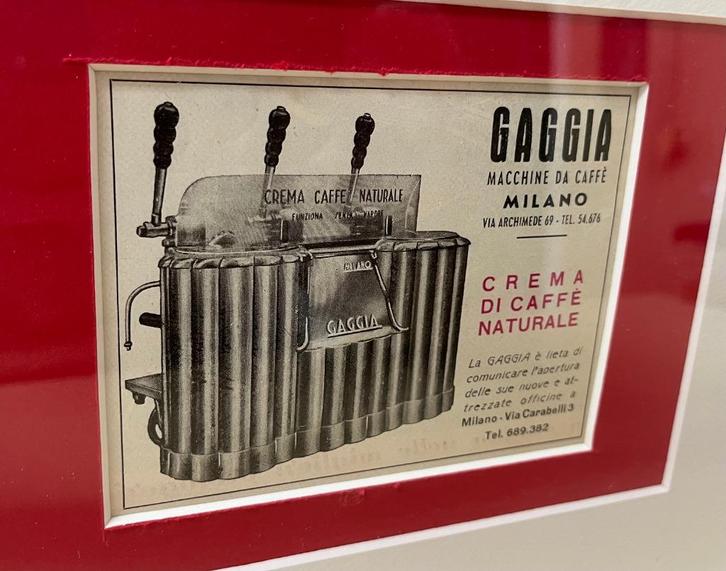 CREMA CAFFE NATURALE
FUNZIONA SENZA VAPORE
MILANO
GAGGIA
GAGGIA
MACCHINE DA CAFFÈ
MILANO
VIA ARCHIMEDE 69 - TEL. 54.676
CREMA
DI CAFFÈ
NATURALE
La GAGGIA è lieta di
comunicare l'apertura
delle sue nuove e at-
trezzate officine a
Milano - Via Carabelli 3
Tel. 689.382